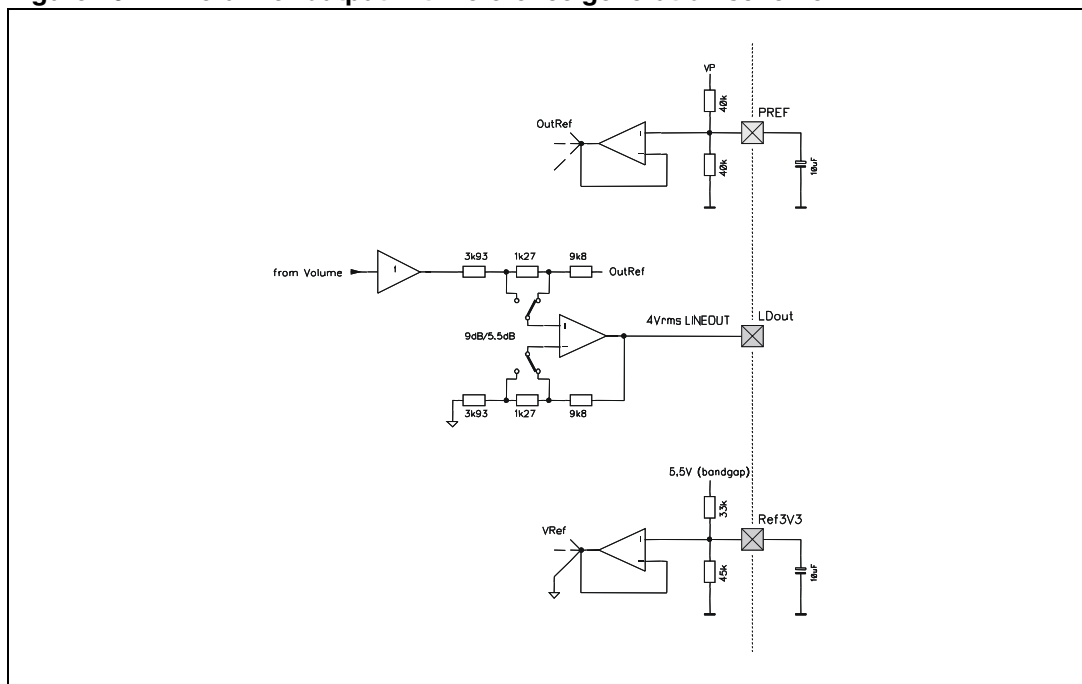 VP
40k
PREF
OutRef
40k
10uF
3k93 1k27 9k8
from Volume 1 OutRef
4Vrms LINEOUT LDout
9dB/5.5dB
3k93 1k27 9k8
5,5V (bandgap)
33k
Ref3V3
VRef
45k
10uF